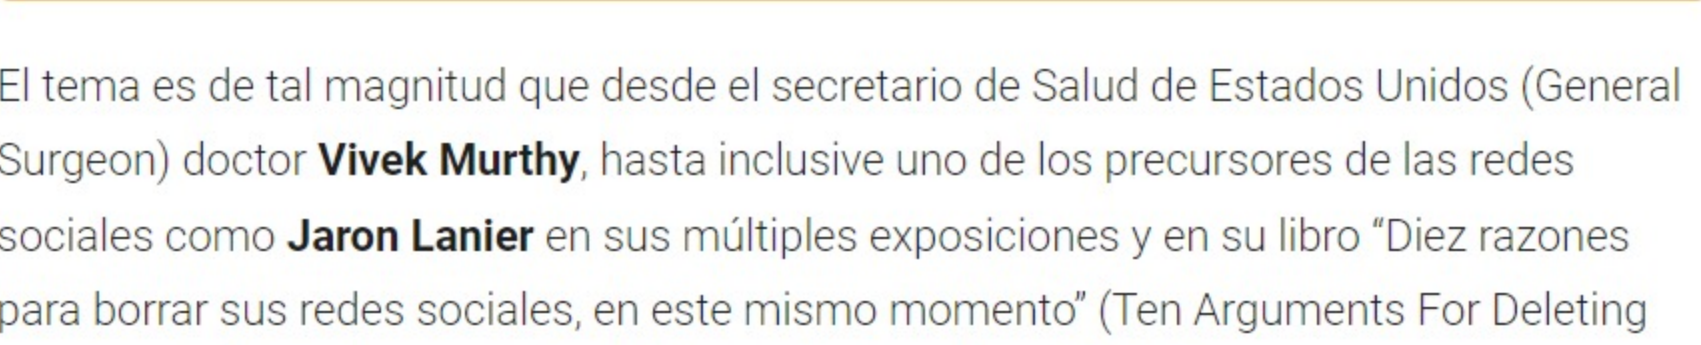 El tema es de tal magnitud que desde el secretario de Salud de Estados Unidos (General
Surgeon) doctor Vivek Murthy, hasta inclusive uno de los precursores de las redes
sociales como Jaron Lanier en sus múltiples exposiciones y en su libro “Diez razones
para borrar sus redes sociales, en este mismo momento” (Ten Arguments For Deleting